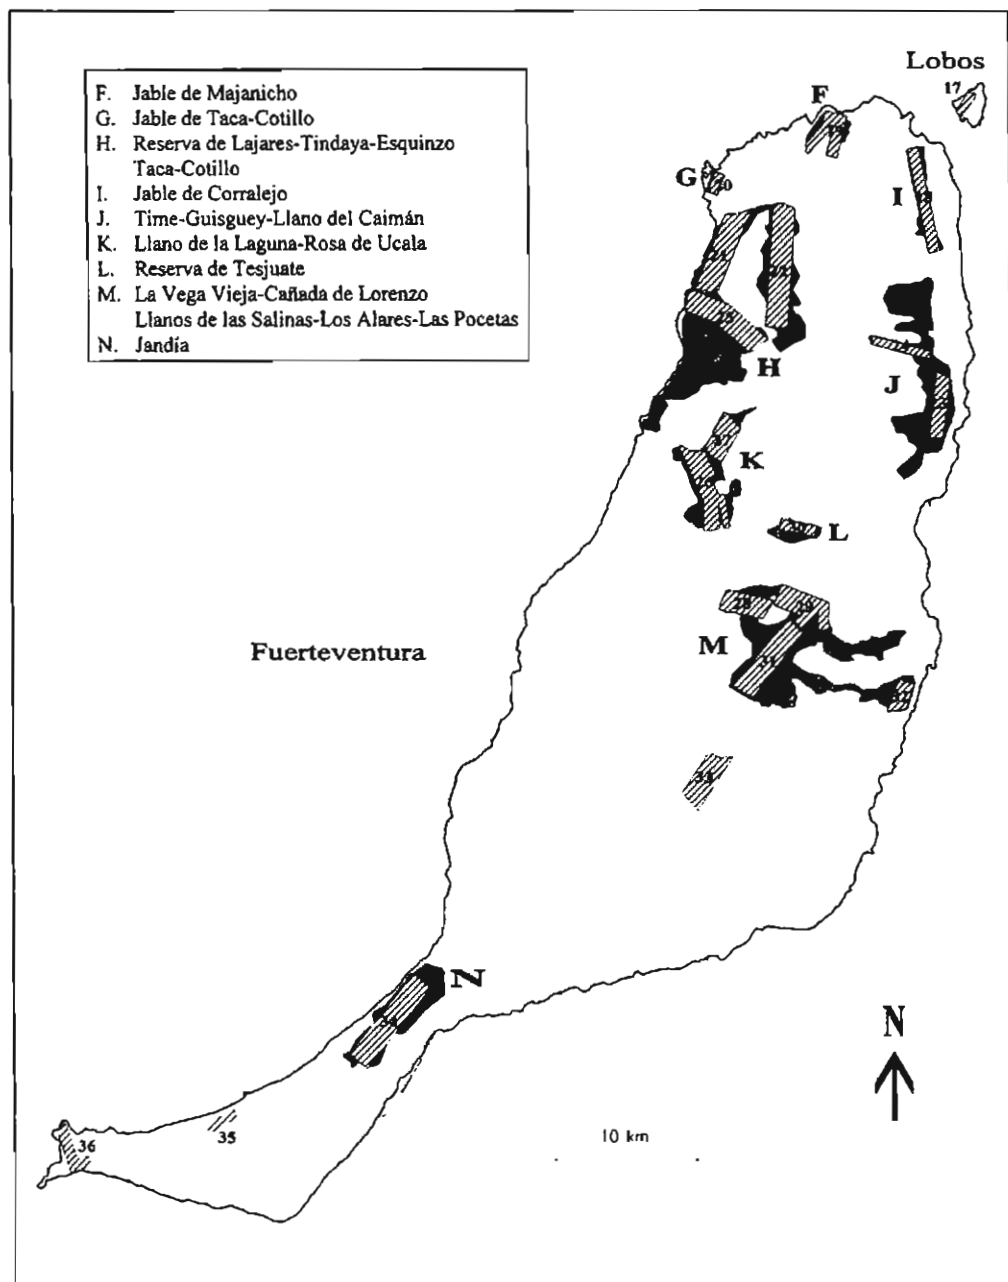 Lobos
17
F. Jable de Majanicho
G. Jable de Taca-Cotillo
H. Reserva de Lajares-Tindaya-Esquinzo
Taca-Cotillo
I. Jable de Corralejo
J. Time-Guisguey-Llano del Caimán
K. Llano de la Laguna-Rosa de Ucala
L. Reserva de Tesjuate
M. La Vega Vieja-Cañada de Lorenzo
Llanos de las Salinas-Los Alares-Las Pocetas
N. Jandía
F
G
I
H
J
K
L
Fuerteventura
M
31
N
N
10 km
35
36